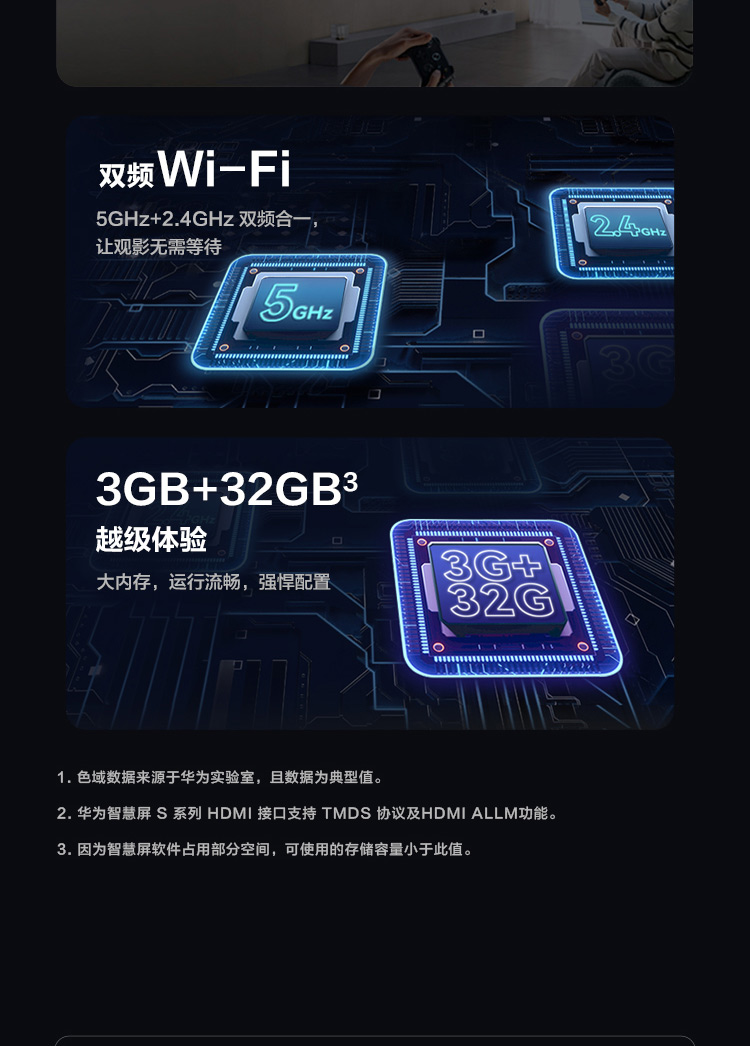 双频Wi-Fi
5GHz+2.4GHz 双频合一，
让观影无需等待
2.4GHz
5GHz
3G
3GB+32GB³
越级体验
大内存，运行流畅，强悍配置
3G+
32G
1. 色域数据来源于华为实验室，且数据为典型值。
2. 华为智慧屏 S 系列 HDMI 接口支持 TMDS 协议及HDMI ALLM功能。
3. 因为智慧屏软件占用部分空间，可使用的存储容量小于此值。